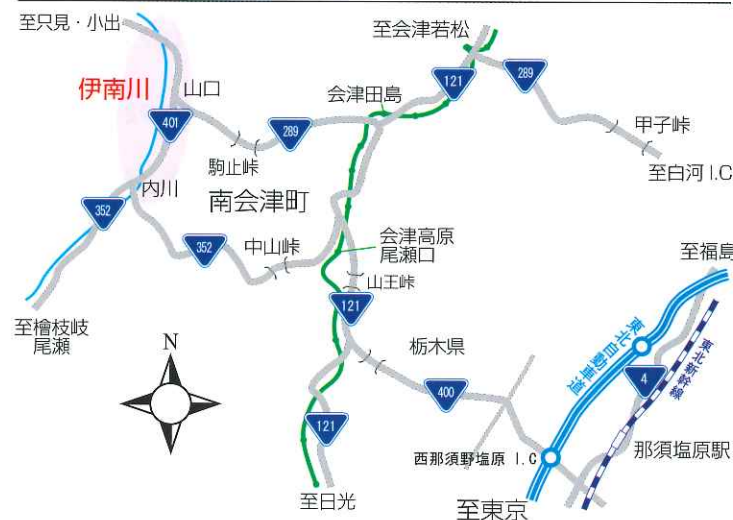 至只見・小出
伊南川
山口
401
289
駒止峠
内川
352
南会津町
352
中山峠
至檜枝岐
尾瀬
至会津若松
121
289
会津田島
甲子峠
至白河I.C
会津高原
尾瀬口
山王峠
121
栃木県
400
121
至日光
N
至福島
東北自動車道
4
東北新幹線
西那須野塩原 I.C
那須塩原駅
至東京